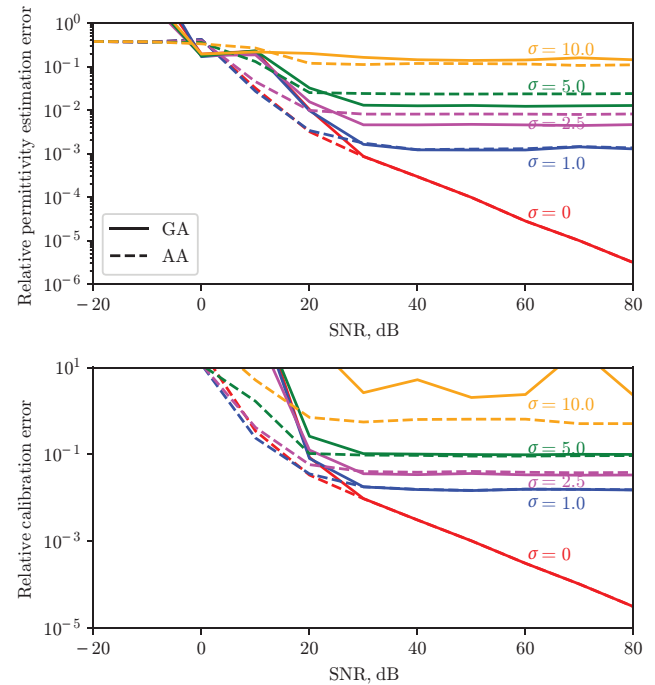 Relative permittivity estimation error
10^0
10^-1
10^-2
10^-3
10^-4
10^-5
10^-6
σ = 10.0
σ = 5.0
σ = 2.5
σ = 1.0
σ = 0
GA
AA
−20 0 20 40 60 80
SNR, dB
Relative calibration error
10^1
10^-1
10^-3
10^-5
σ = 10.0
σ = 5.0
σ = 2.5
σ = 1.0
σ = 0
−20 0 20 40 60 80
SNR, dB